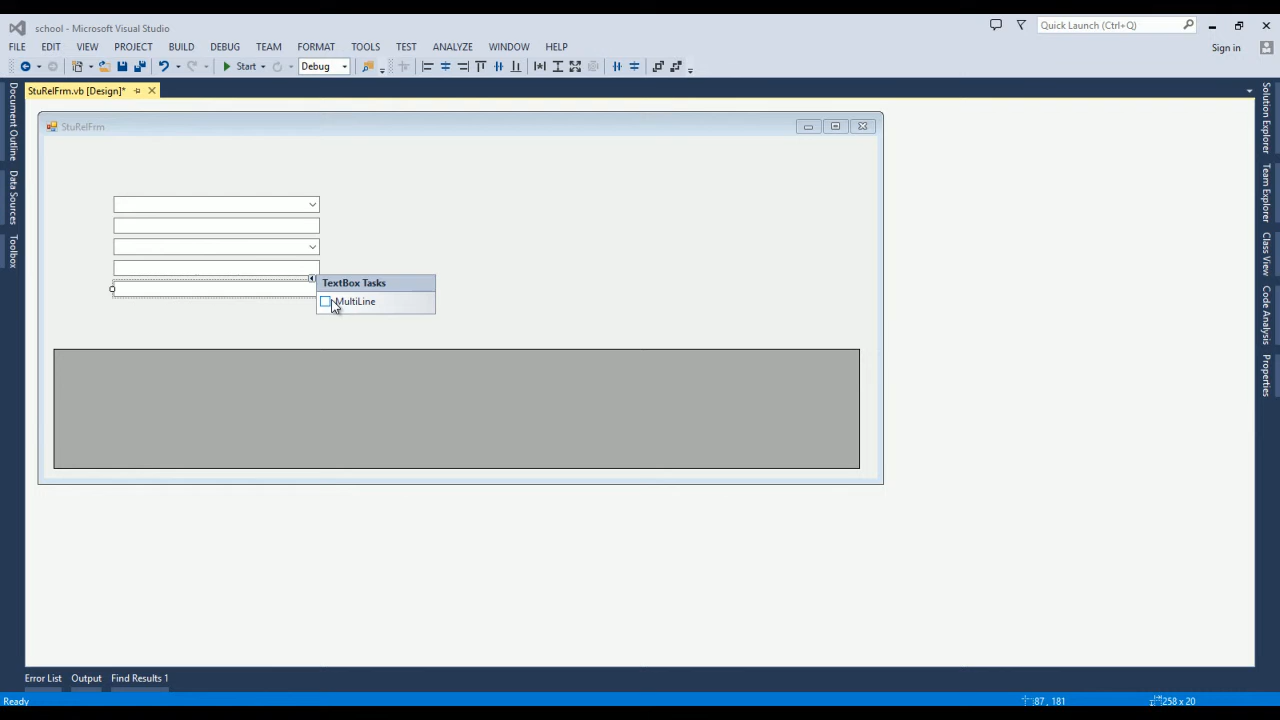 school - Microsoft Visual Studio
Quick Launch (Ctrl+Q)
FILE EDIT VIEW PROJECT BUILD DEBUG TEAM FORMAT TOOLS TEST ANALYZE WINDOW HELP
Sign in
Start Debug
StuRelFrm.vb [Design]*
Document Outline
Data Sources
Toolbox
StuRelFrm
TextBox Tasks
MultiLine
Solution Explorer
Team Explorer
Class View
Code Analysis
Properties
Error List Output Find Results 1
Ready
87 , 181
258 x 20